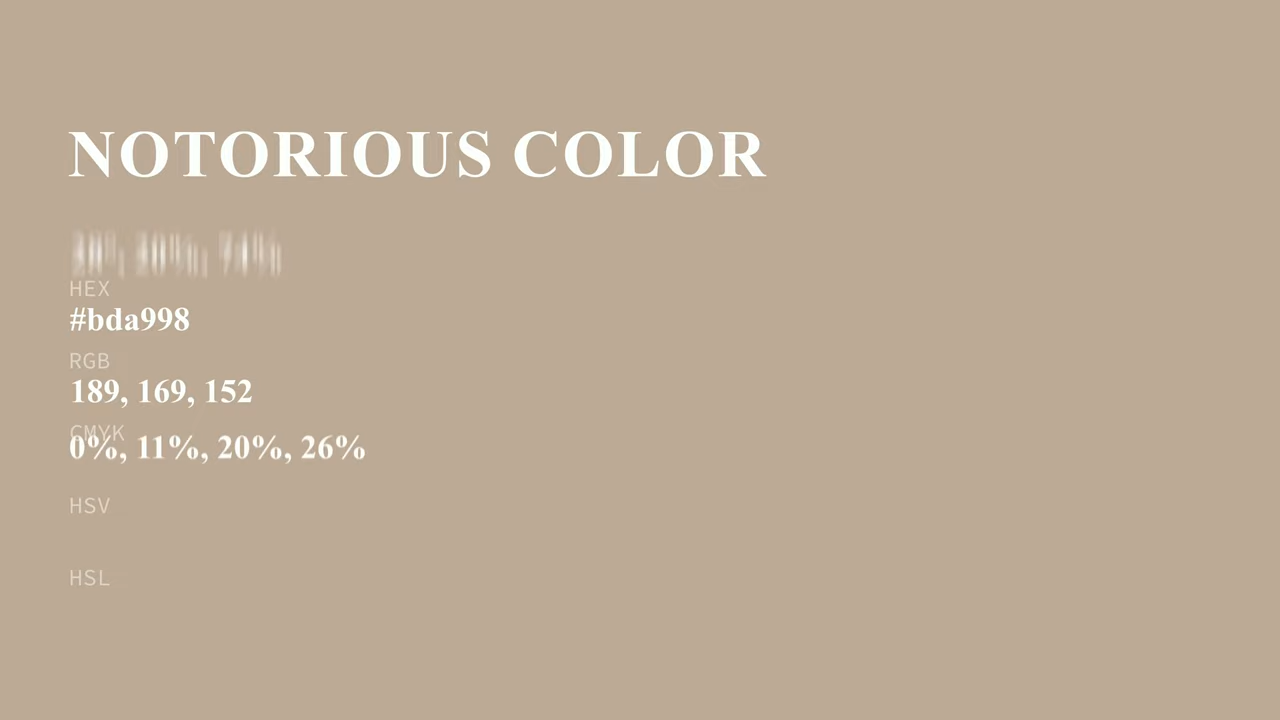 NOTORIOUS COLOR
HEX
#bda998
RGB
189, 169, 152
CMYK
0%, 11%, 20%, 26%
HSV
HSL